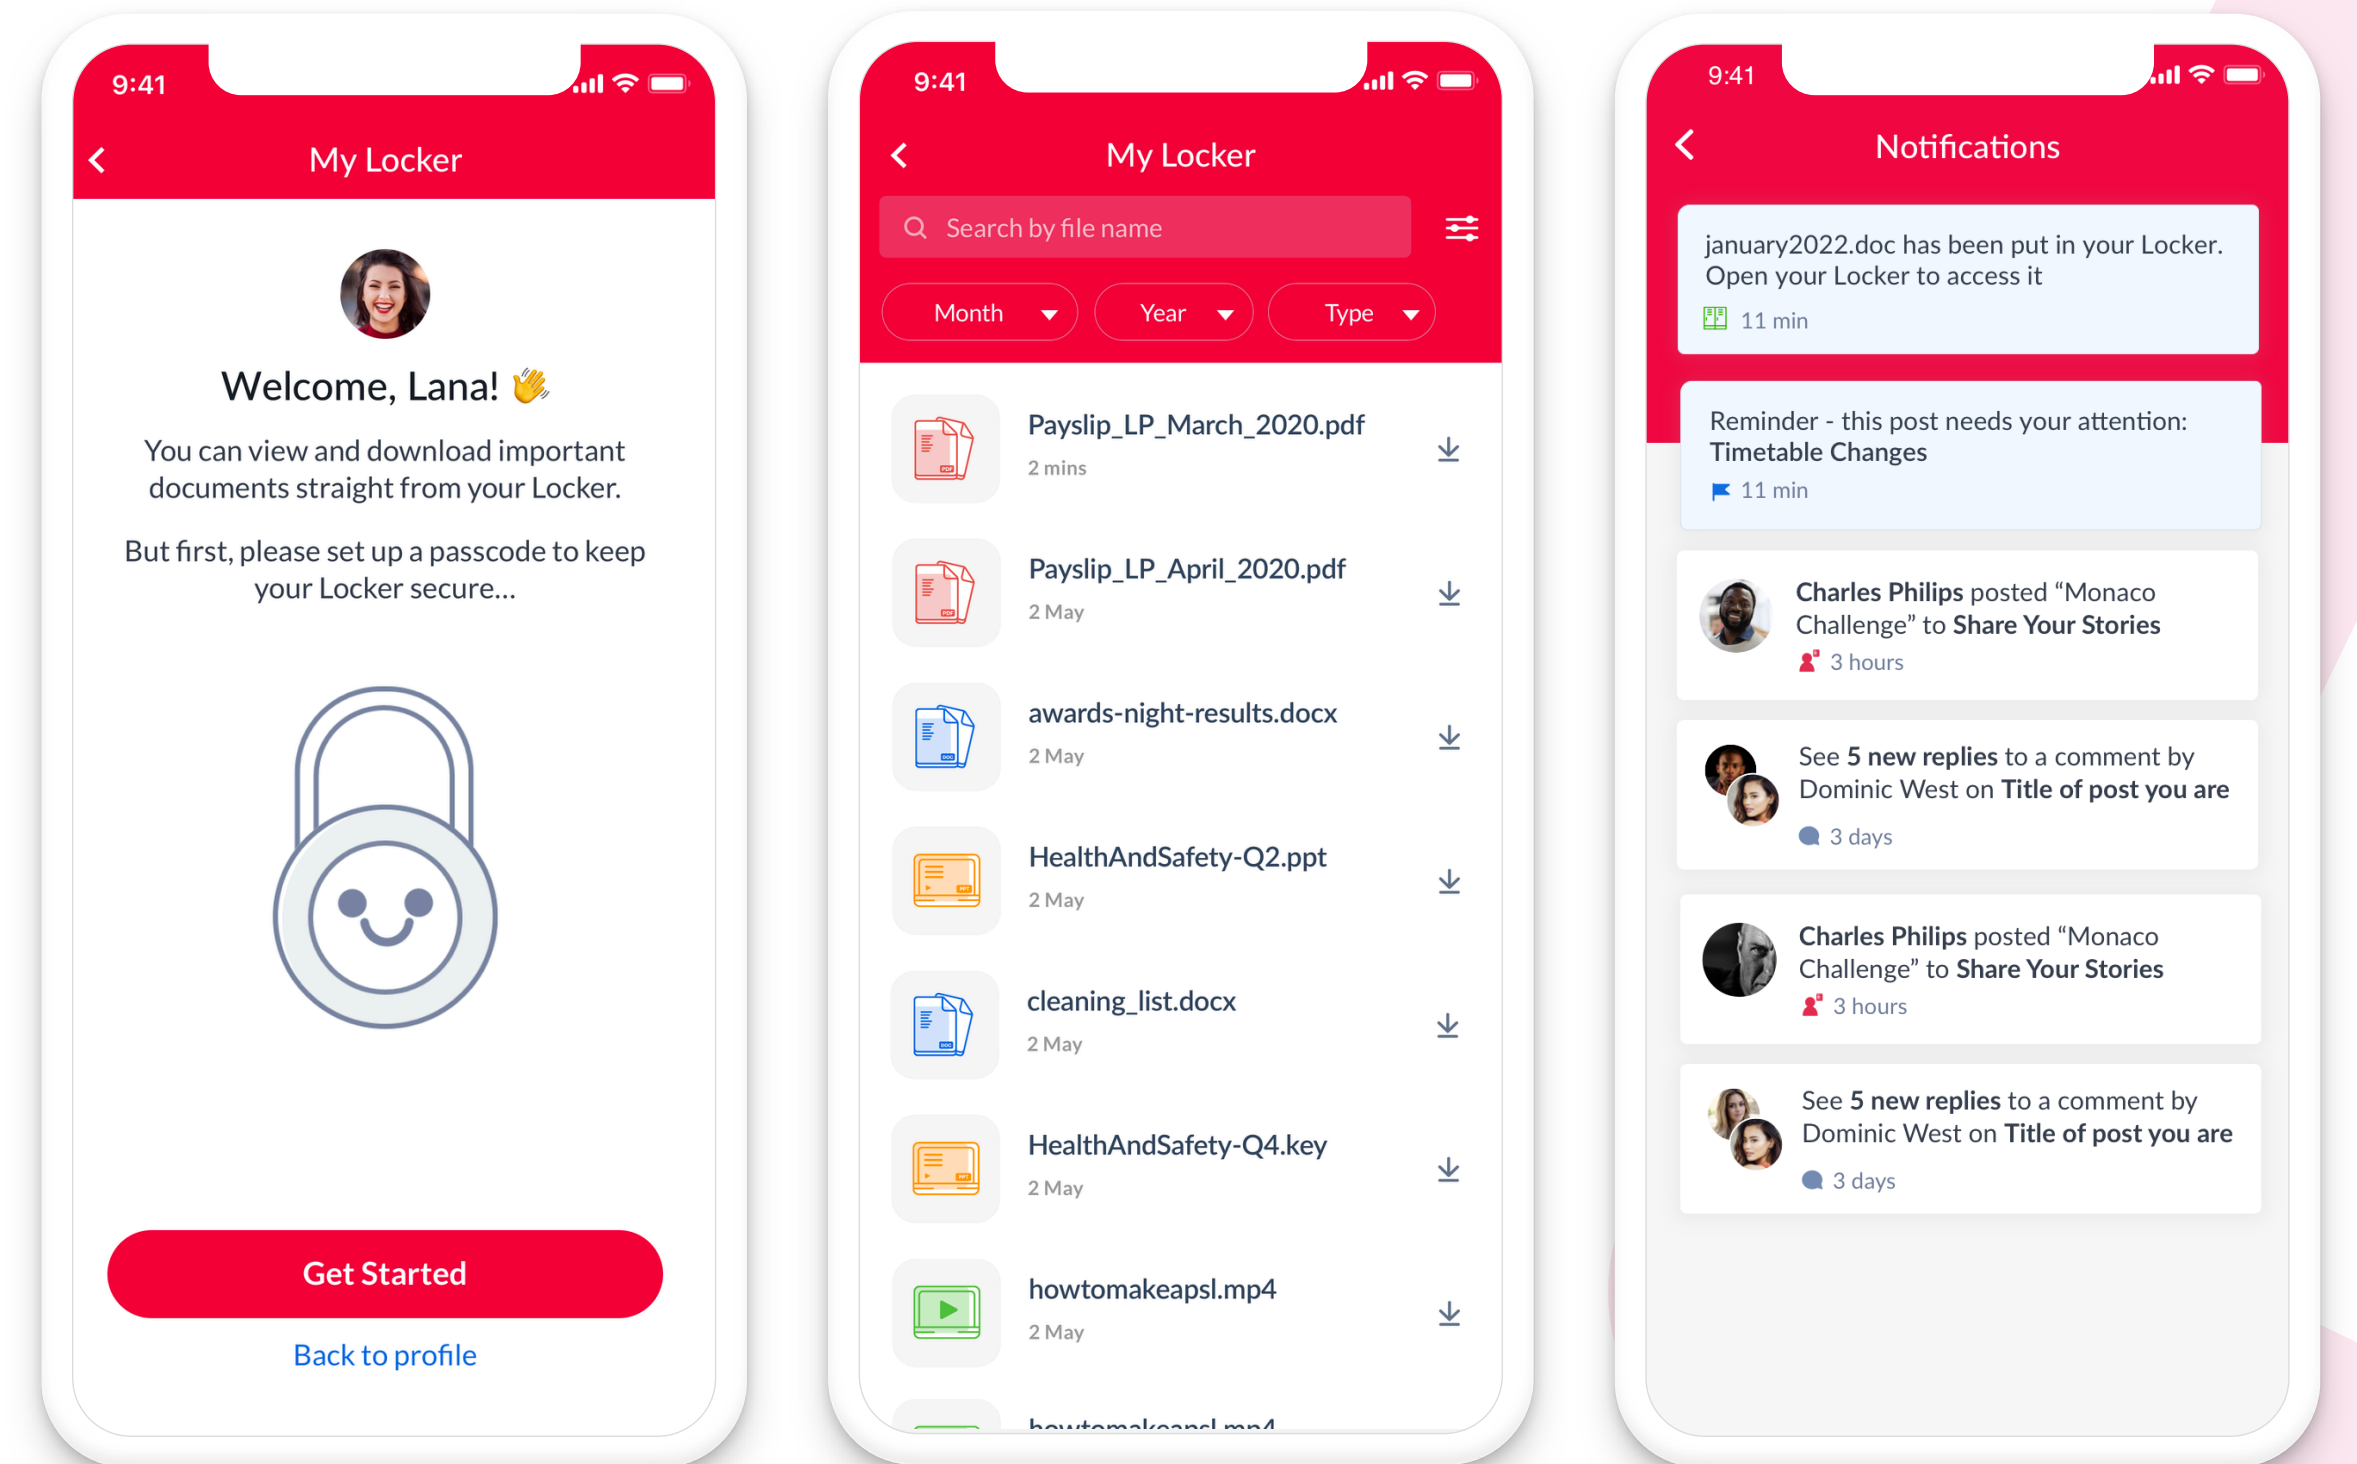 9:41
My Locker
Welcome, Lana! 👋
You can view and download important
documents straight from your Locker.
But first, please set up a passcode to keep
your Locker secure...
Get Started
Back to profile
9:41
My Locker
Search by file name
Month
Year
Type
Payslip_LP_March_2020.pdf
2 mins
PDF
Payslip_LP_April_2020.pdf
2 May
PDF
awards-night-results.docx
2 May
DOC
HealthAndSafety-Q2.ppt
2 May
PPT
cleaning_list.docx
2 May
DOC
HealthAndSafety-Q4.key
2 May
PPT
howtomakeapsl.mp4
2 May
howtomakeapsl.mp4
9:41
Notifications
january2022.doc has been put in your Locker.
Open your Locker to access it
11 min
Reminder - this post needs your attention:
Timetable Changes
11 min
Charles Philips posted “Monaco
Challenge” to Share Your Stories
3 hours
See 5 new replies to a comment by
Dominic West on Title of post you are
3 days
Charles Philips posted “Monaco
Challenge” to Share Your Stories
3 hours
See 5 new replies to a comment by
Dominic West on Title of post you are
3 days